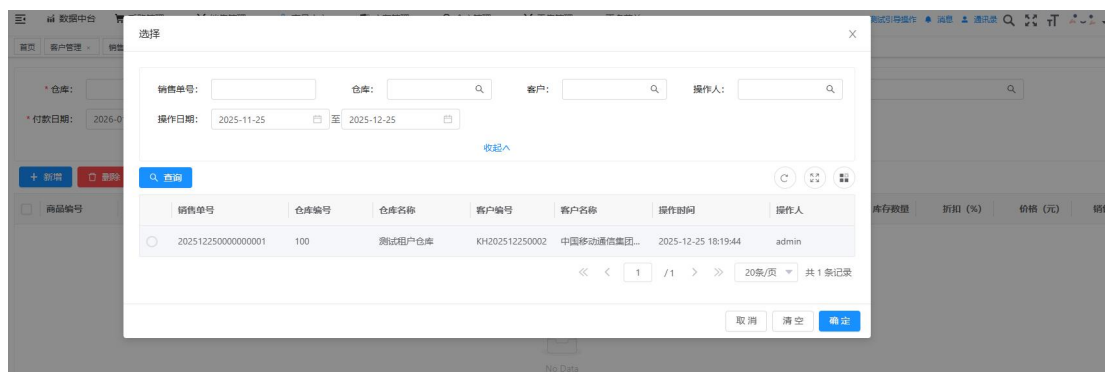 数据中台
测试引导操作 消息 通讯录
首页 客户管理 销售
选择
销售单号: 仓库: 客户: 操作人:
* 仓库:
操作日期: 2025-11-25 至 2025-12-25
* 付款日期: 2026-0
收起
查询
+ 新增 删除
商品编号
销售单号 仓库编号 仓库名称 客户编号 客户名称 操作时间 操作人
库存数量 折扣 (%) 价格 (元) 销
202512250000000001 100 测试租户仓库 KH202512250002 中国移动通信集团... 2025-12-25 18:19:44 admin
1 /1 20条/页 共 1 条记录
取消 清空 确定
No Data